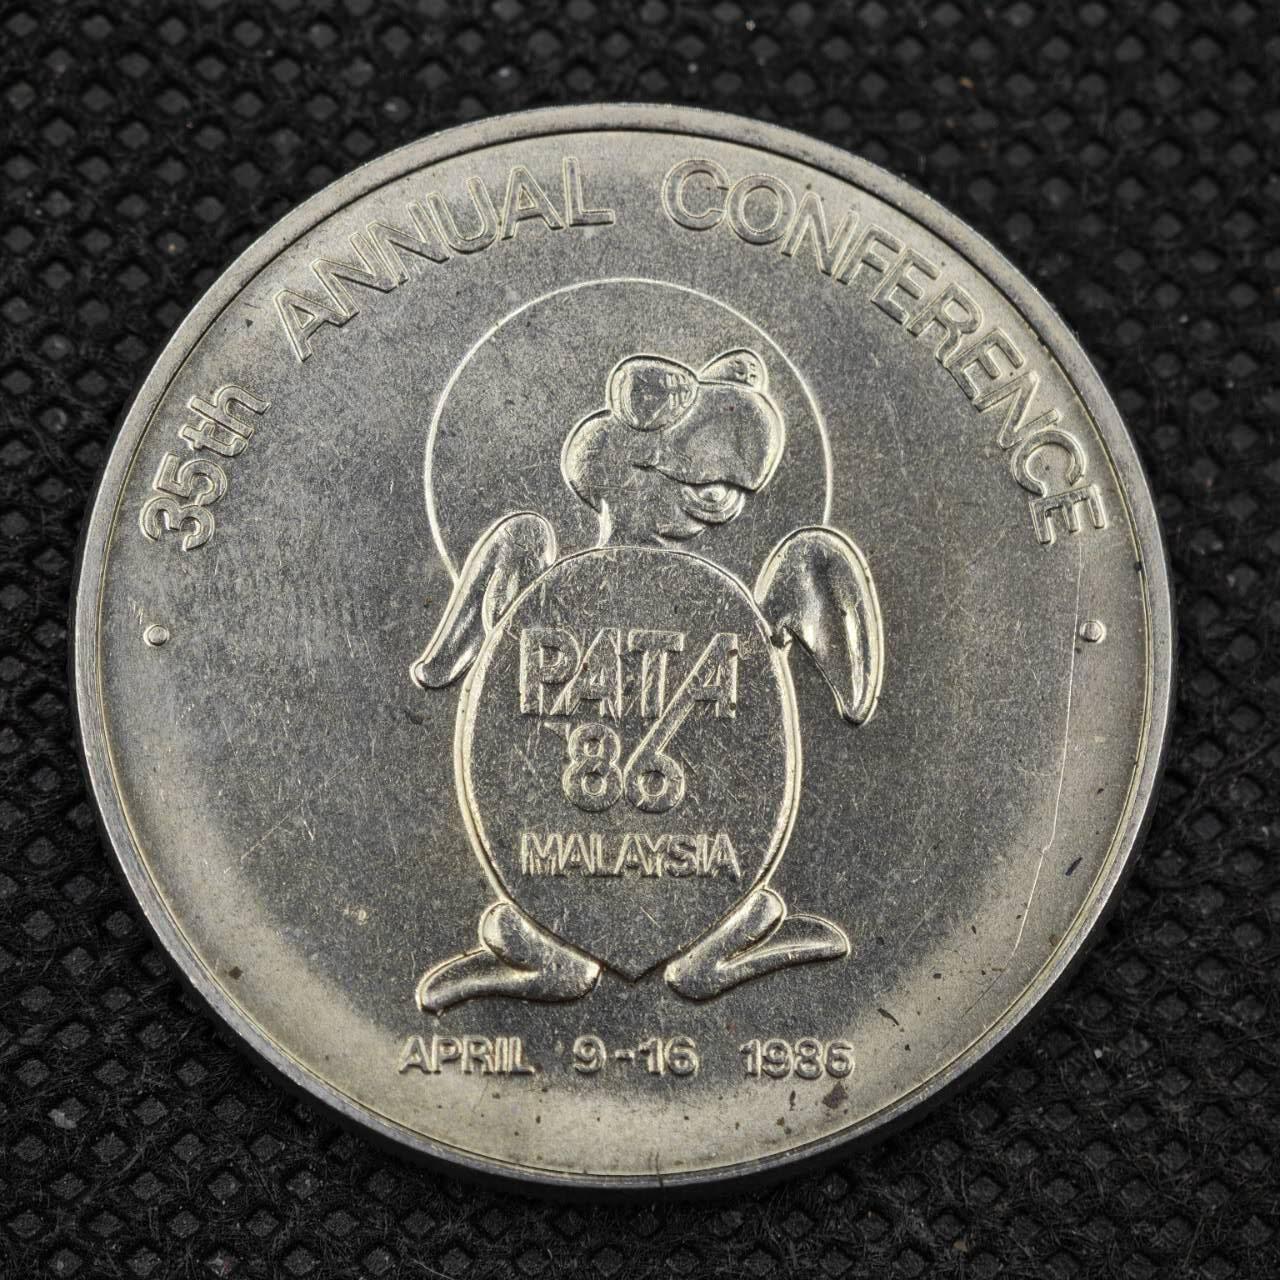 35th ANNUAL CONFERENCE
PATA
'86
MALAYSIA
APRIL 9-16 1986